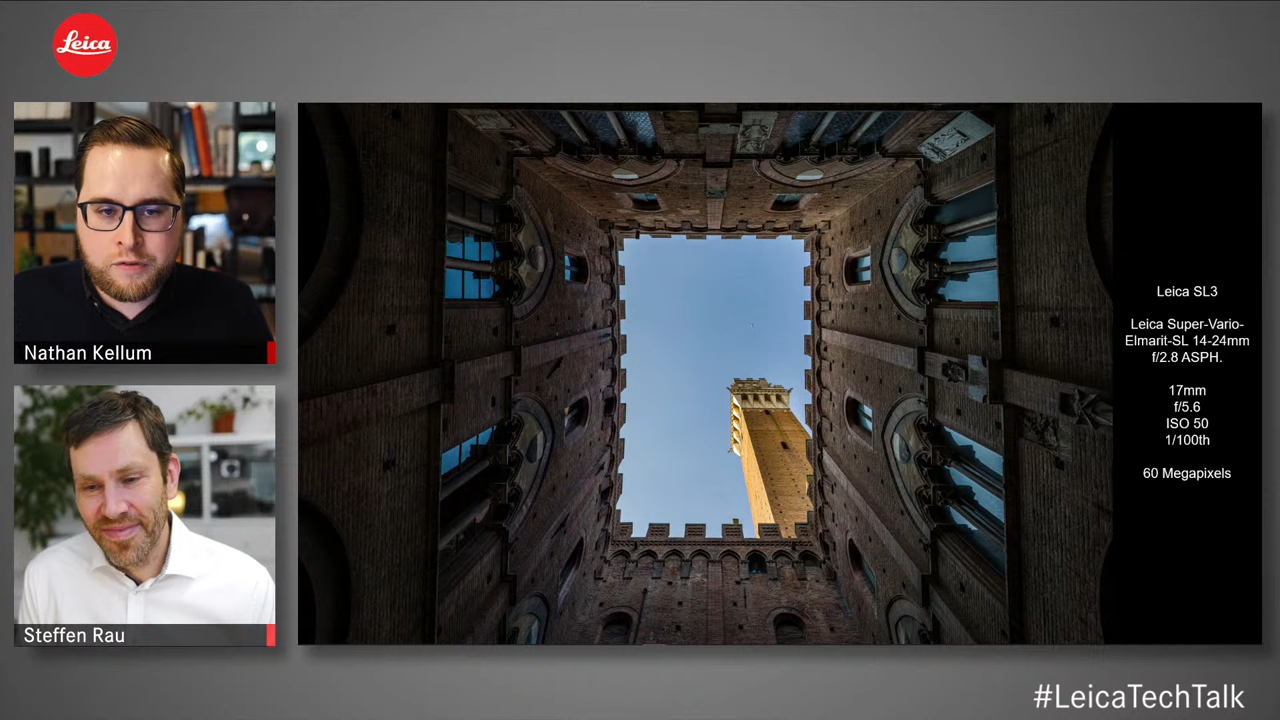 Leica
Nathan Kellum
Steffen Rau
Leica SL3
Leica Super-Vario-
Elmarit-SL 14-24mm
f/2.8 ASPH.
17mm
f/5.6
ISO 50
1/100th
60 Megapixels
#LeicaTechTalk